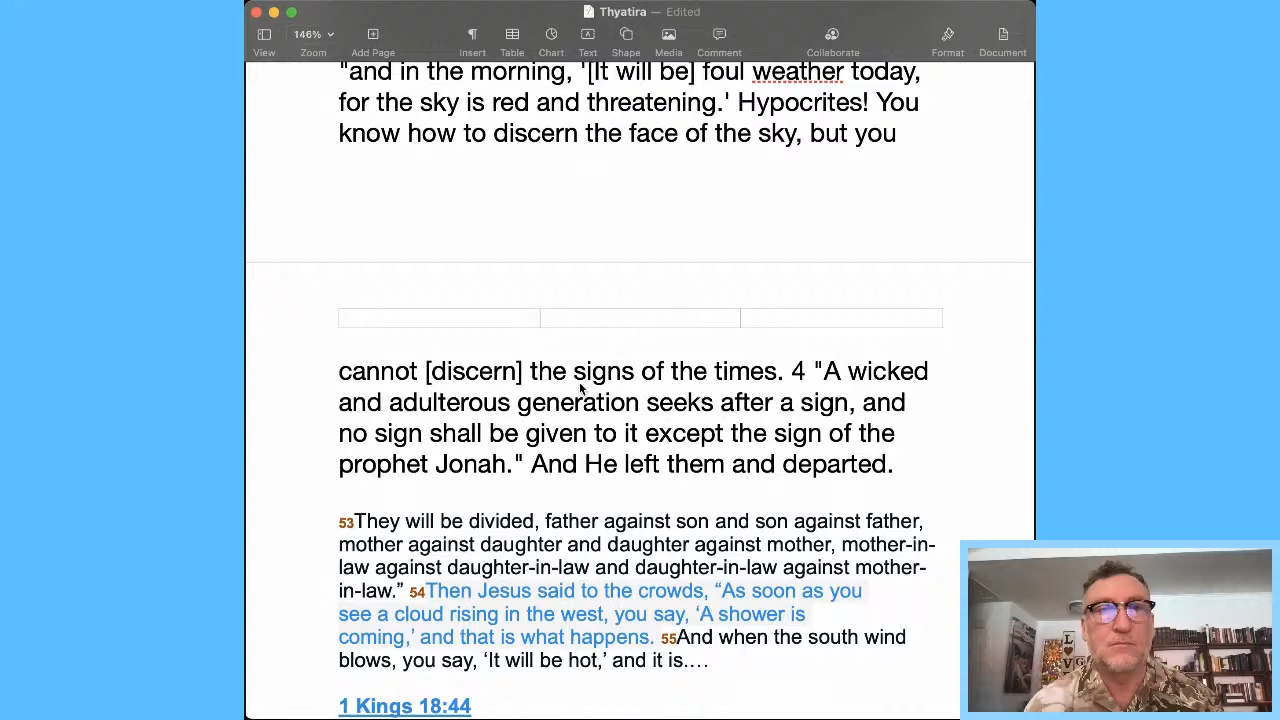 Thyatira — Edited
146%
View Zoom Add Page Insert Table Chart Text Shape Media Comment Collaborate Format Document
"and in the morning, '[It will be] foul weather today,
for the sky is red and threatening.' Hypocrites! You
know how to discern the face of the sky, but you
cannot [discern] the signs of the times. 4 "A wicked
and adulterous generation seeks after a sign, and
no sign shall be given to it except the sign of the
prophet Jonah." And He left them and departed.
53They will be divided, father against son and son against father,
mother against daughter and daughter against mother, mother-in-
law against daughter-in-law and daughter-in-law against mother-
in-law.” 54Then Jesus said to the crowds, “As soon as you
see a cloud rising in the west, you say, ‘A shower is
coming,’ and that is what happens. 55And when the south wind
blows, you say, ‘It will be hot,’ and it is….
1 Kings 18:44